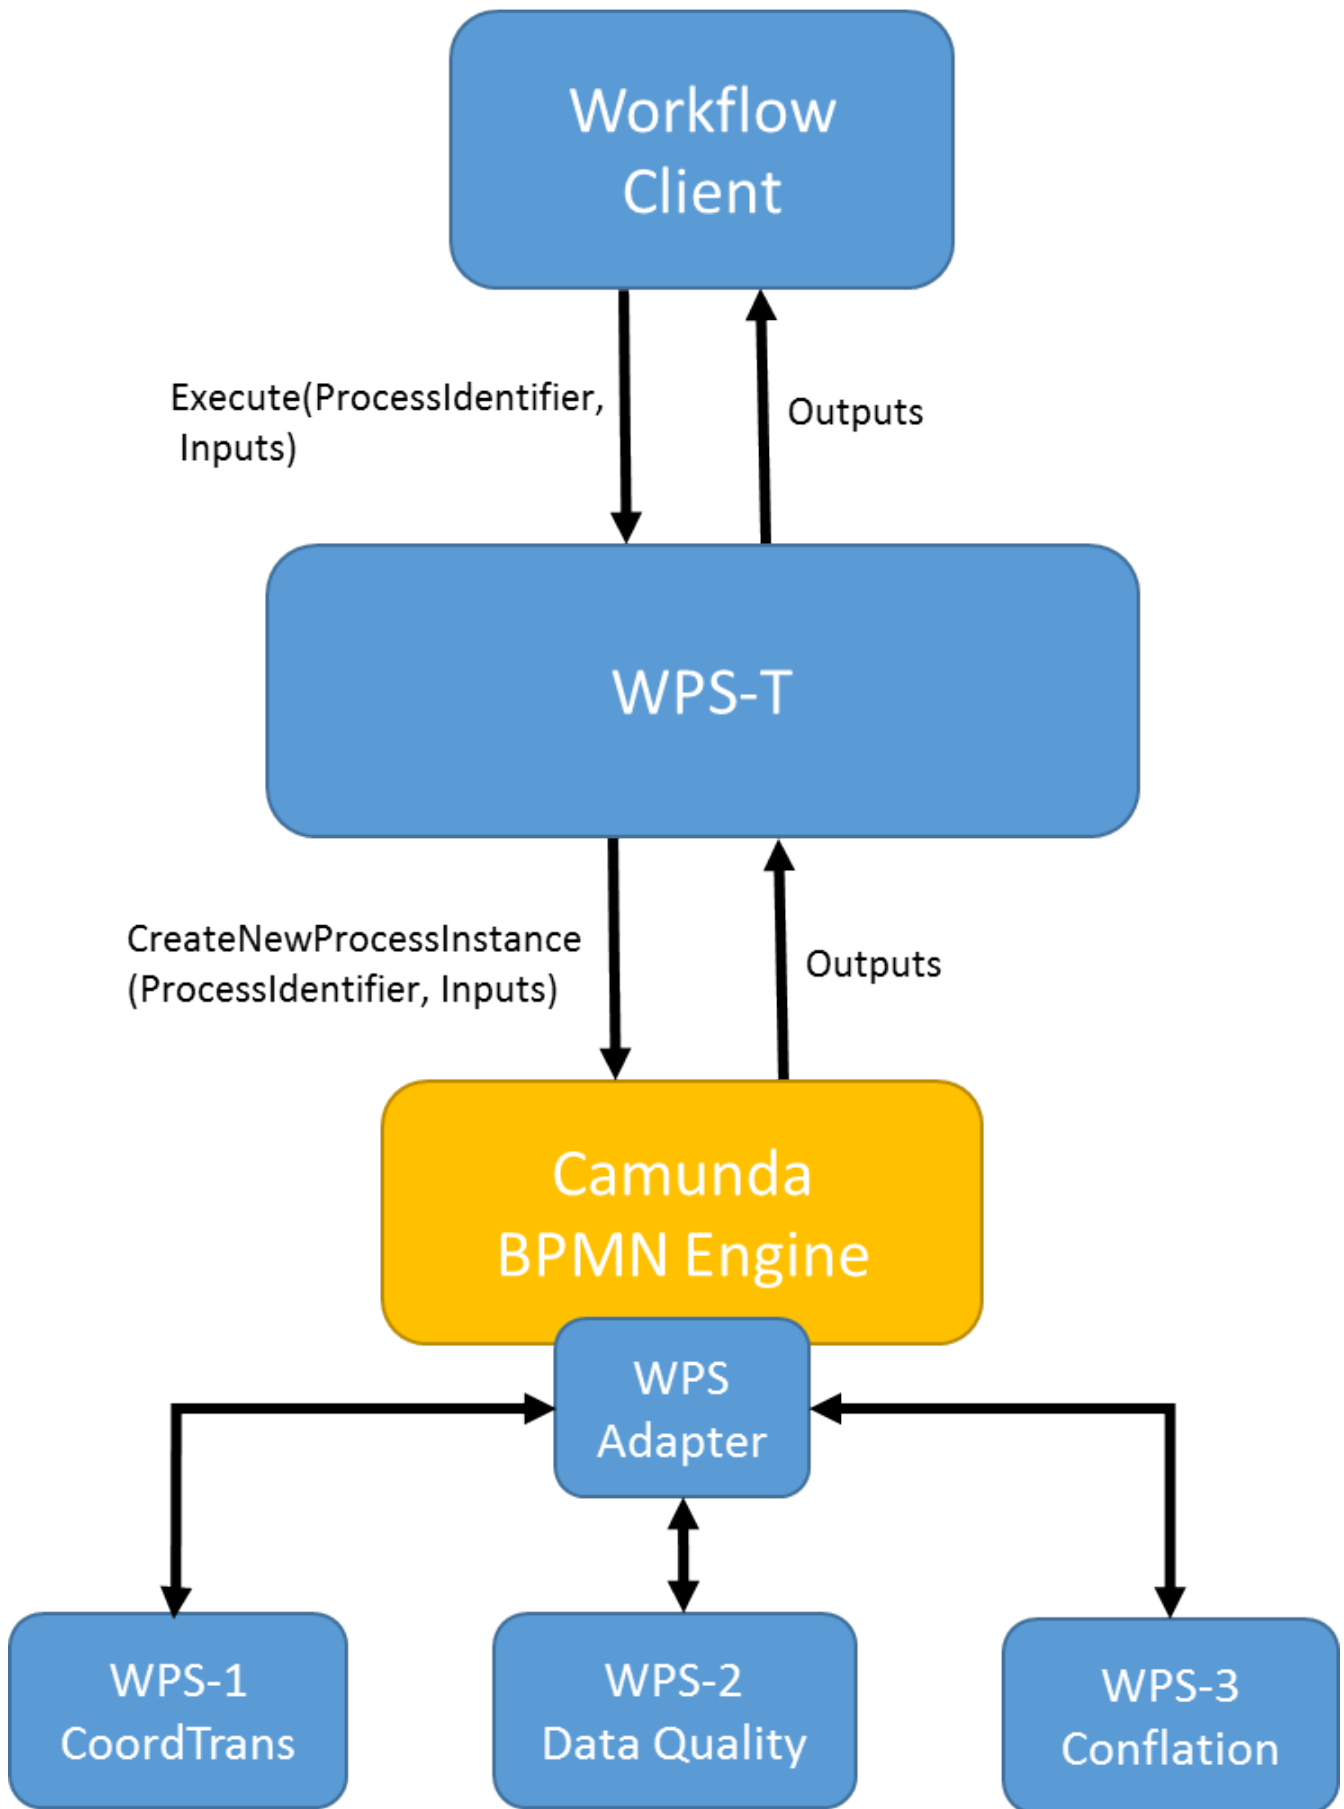 Workflow
Client
Execute(ProcessIdentifier,
Inputs)
Outputs
WPS-T
CreateNewProcessInstance
(ProcessIdentifier, Inputs)
Outputs
Camunda
BPMN Engine
WPS
Adapter
WPS-1
CoordTrans
WPS-2
Data Quality
WPS-3
Conflation